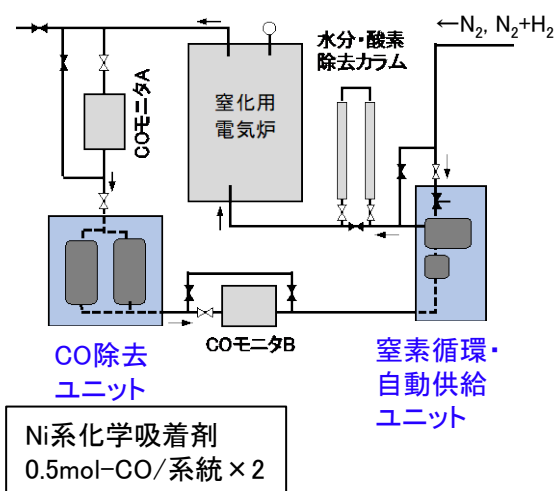 ←N2, N2+H2
水分・酸素
除去カラム
窒化用
電気炉
COモニタA
COモニタB
CO除去
ユニット
窒素循環・
自動供給
ユニット
Ni系化学吸着剤
0.5mol-CO/系統×2